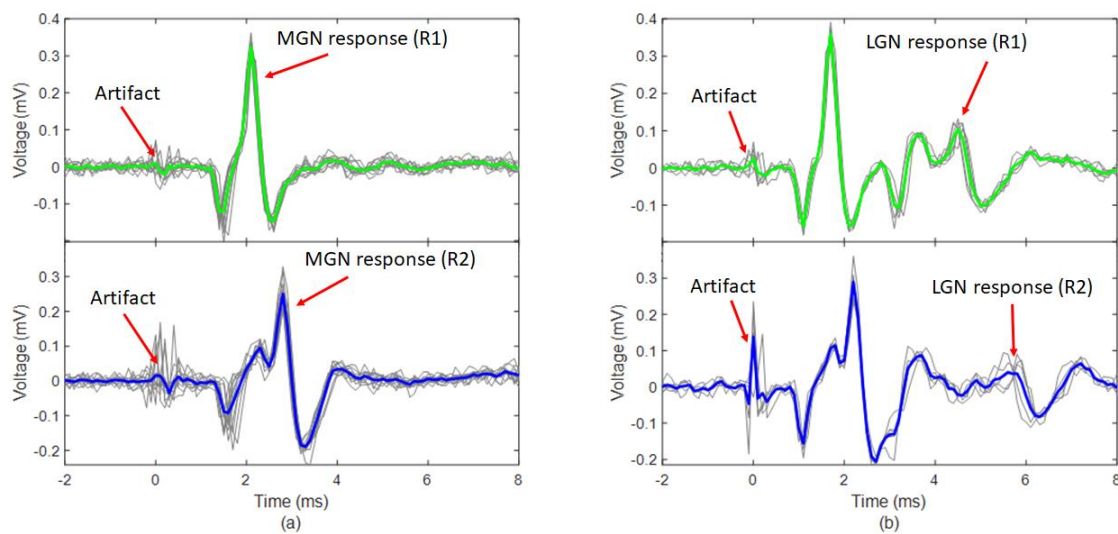 0.4
0.3
0.2
0.1
0
-0.1
Voltage (mV)
MGN response (R1)
Artifact
0.3
0.2
0.1
0
-0.1
-0.2
Voltage (mV)
MGN response (R2)
Artifact
-2 0 2 4 6 8
Time (ms)
(a)
0.4
0.3
0.2
0.1
0
-0.1
Voltage (mV)
LGN response (R1)
Artifact
0.3
0.2
0.1
0
-0.1
-0.2
Voltage (mV)
Artifact
LGN response (R2)
-2 0 2 4 6 8
Time (ms)
(b)